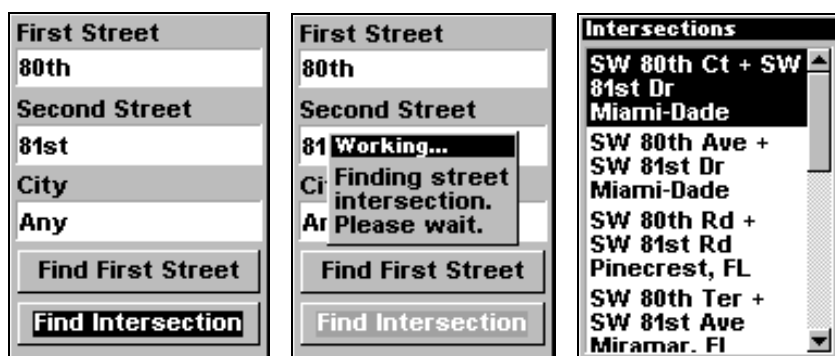 First Street
80th
Second Street
81st
City
Any
Find First Street
Find Intersection
First Street
80th
Second Street
81
Working...
Finding street
intersection.
Please wait.
Ci
Ar
Find First Street
Find Intersection
Intersections
SW 80th Ct + SW
81st Dr
Miami-Dade
SW 80th Ave +
SW 81st Dr
Miami-Dade
SW 80th Rd +
SW 81st Rd
Pinecrest, FL
SW 80th Ter +
SW 81st Ave
Miramar, FL